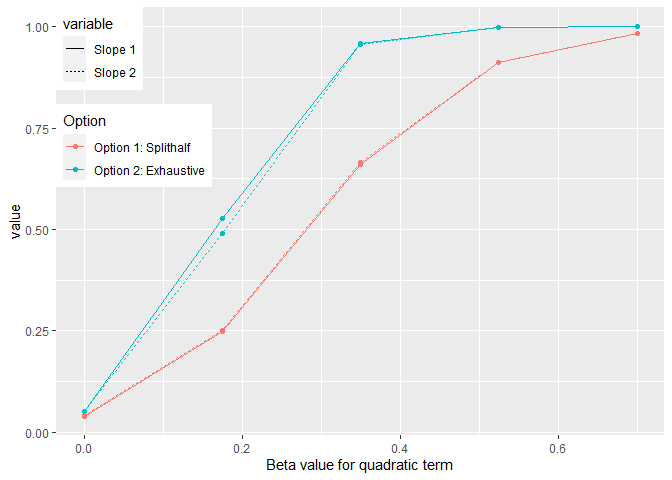 variable
Slope 1
Slope 2
Option
Option 1: Splithalf
Option 2: Exhaustive
value
1.00
0.75
0.50
0.25
0.00
0.0
0.2
0.4
0.6
Beta value for quadratic term